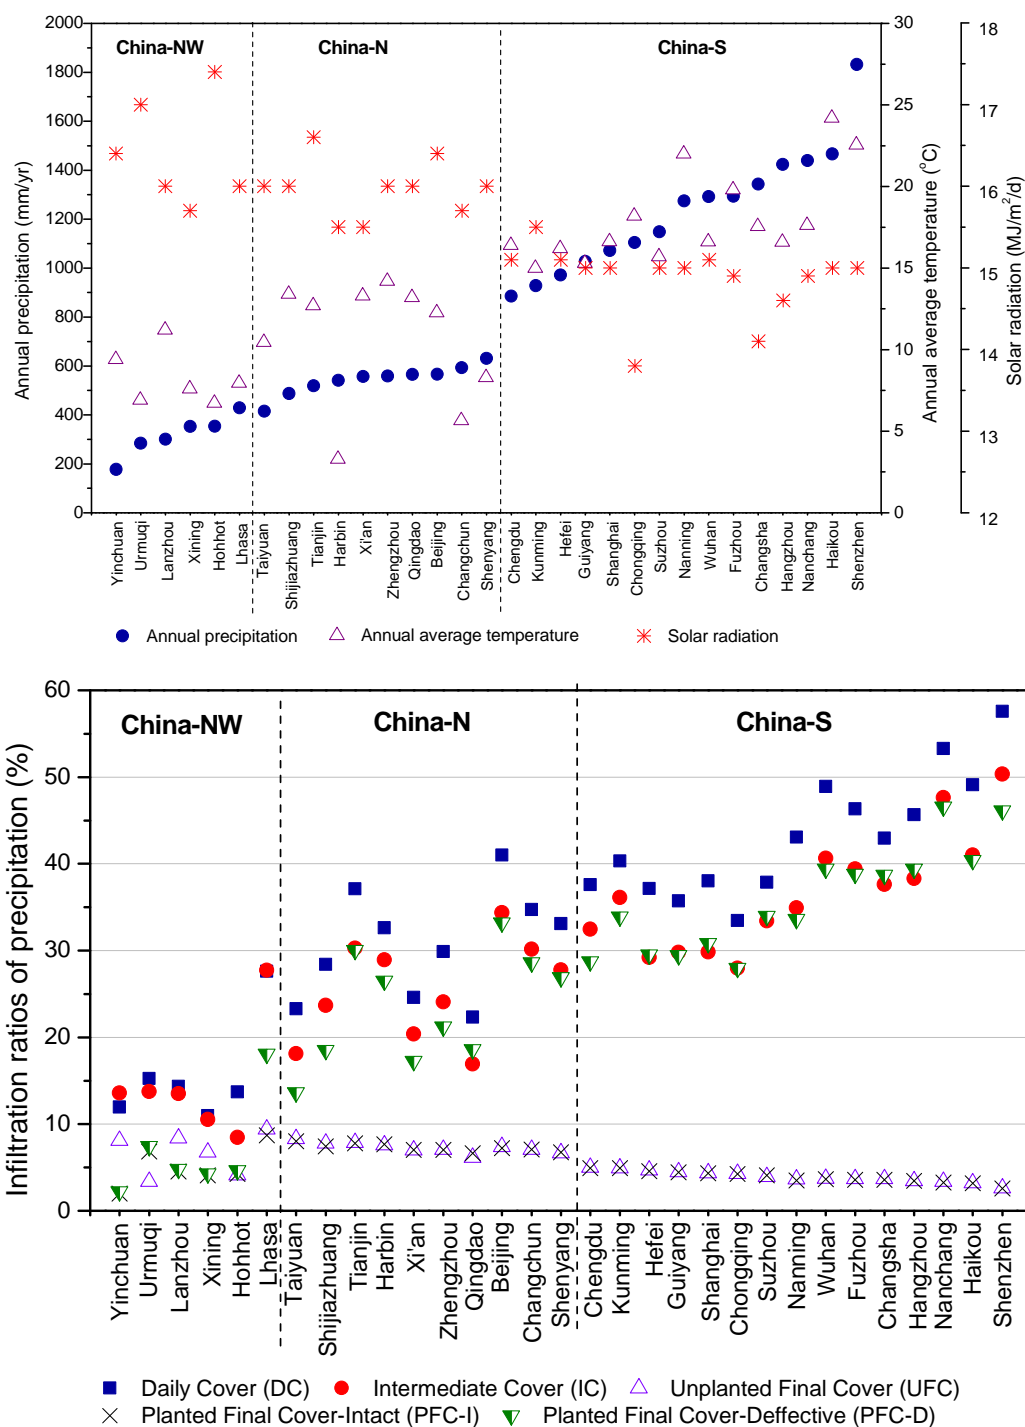 China-NW China-N China-S
Annual precipitation (mm/yr)
2000
1800
1600
1400
1200
1000
800
600
400
200
0
30
25
20
15
10
5
0
Annual average temperature (°C)
18
17
16
15
14
13
12
Solar radiation (MJ/m²/d)
Yinchuan
Urmuqi
Lanzhou
Xining
Hohhot
Lhasa
Taiyuan
Shijiazhuang
Tianjin
Harbin
Xi'an
Zhengzhou
Qingdao
Beijing
Changchun
Shenyang
Chengdu
Kunming
Hefei
Guiyang
Shanghai
Chongqing
Suzhou
Nanning
Wuhan
Fuzhou
Changsha
Hangzhou
Nanchang
Haikou
Shenzhen
Annual precipitation Annual average temperature Solar radiation
China-NW China-N China-S
Infiltration ratios of precipitation (%)
60
50
40
30
20
10
0
Yinchuan
Urmuqi
Lanzhou
Xining
Hohhot
Lhasa
Taiyuan
Shijiazhuang
Tianjin
Harbin
Xi'an
Zhengzhou
Qingdao
Beijing
Changchun
Shenyang
Chengdu
Kunming
Hefei
Guiyang
Shanghai
Chongqing
Suzhou
Nanning
Wuhan
Fuzhou
Changsha
Hangzhou
Nanchang
Haikou
Shenzhen
Daily Cover (DC) Intermediate Cover (IC) Unplanted Final Cover (UFC)
Planted Final Cover-Intact (PFC-I) Planted Final Cover-Deffective (PFC-D)